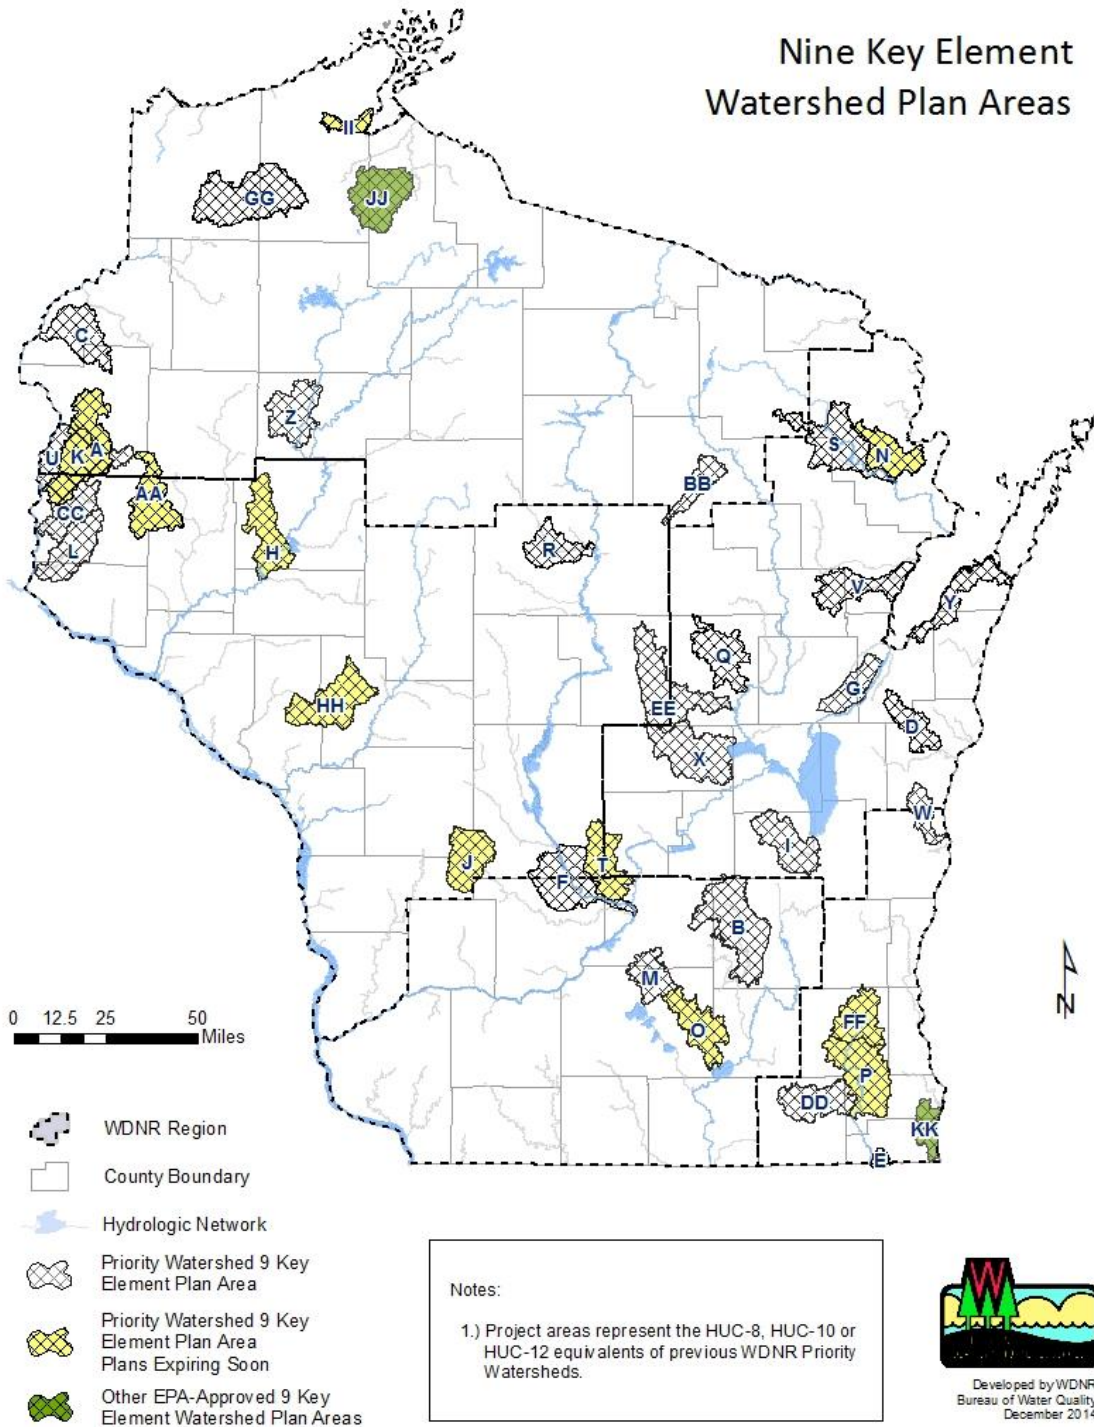 Nine Key Element
Watershed Plan Areas
II
GG
JJ
C
Z
U
K
A
AA
CC
L
H
S
N
BB
R
V
Y
Q
G
EE
D
HH
X
W
I
J
T
F
B
M
O
FF
P
DD
KK
E
N
0 12.5 25 50
Miles
WDNR Region
County Boundary
Hydrologic Network
Priority Watershed 9 Key
Element Plan Area
Priority Watershed 9 Key
Element Plan Area
Plans Expiring Soon
Other EPA-Approved 9 Key
Element Watershed Plan Areas
Notes:
1.) Project areas represent the HUC-8, HUC-10 or
HUC-12 equivalents of previous WDNR Priority
Watersheds.
W
Developed by WDNR
Bureau of Water Quality
December 2014